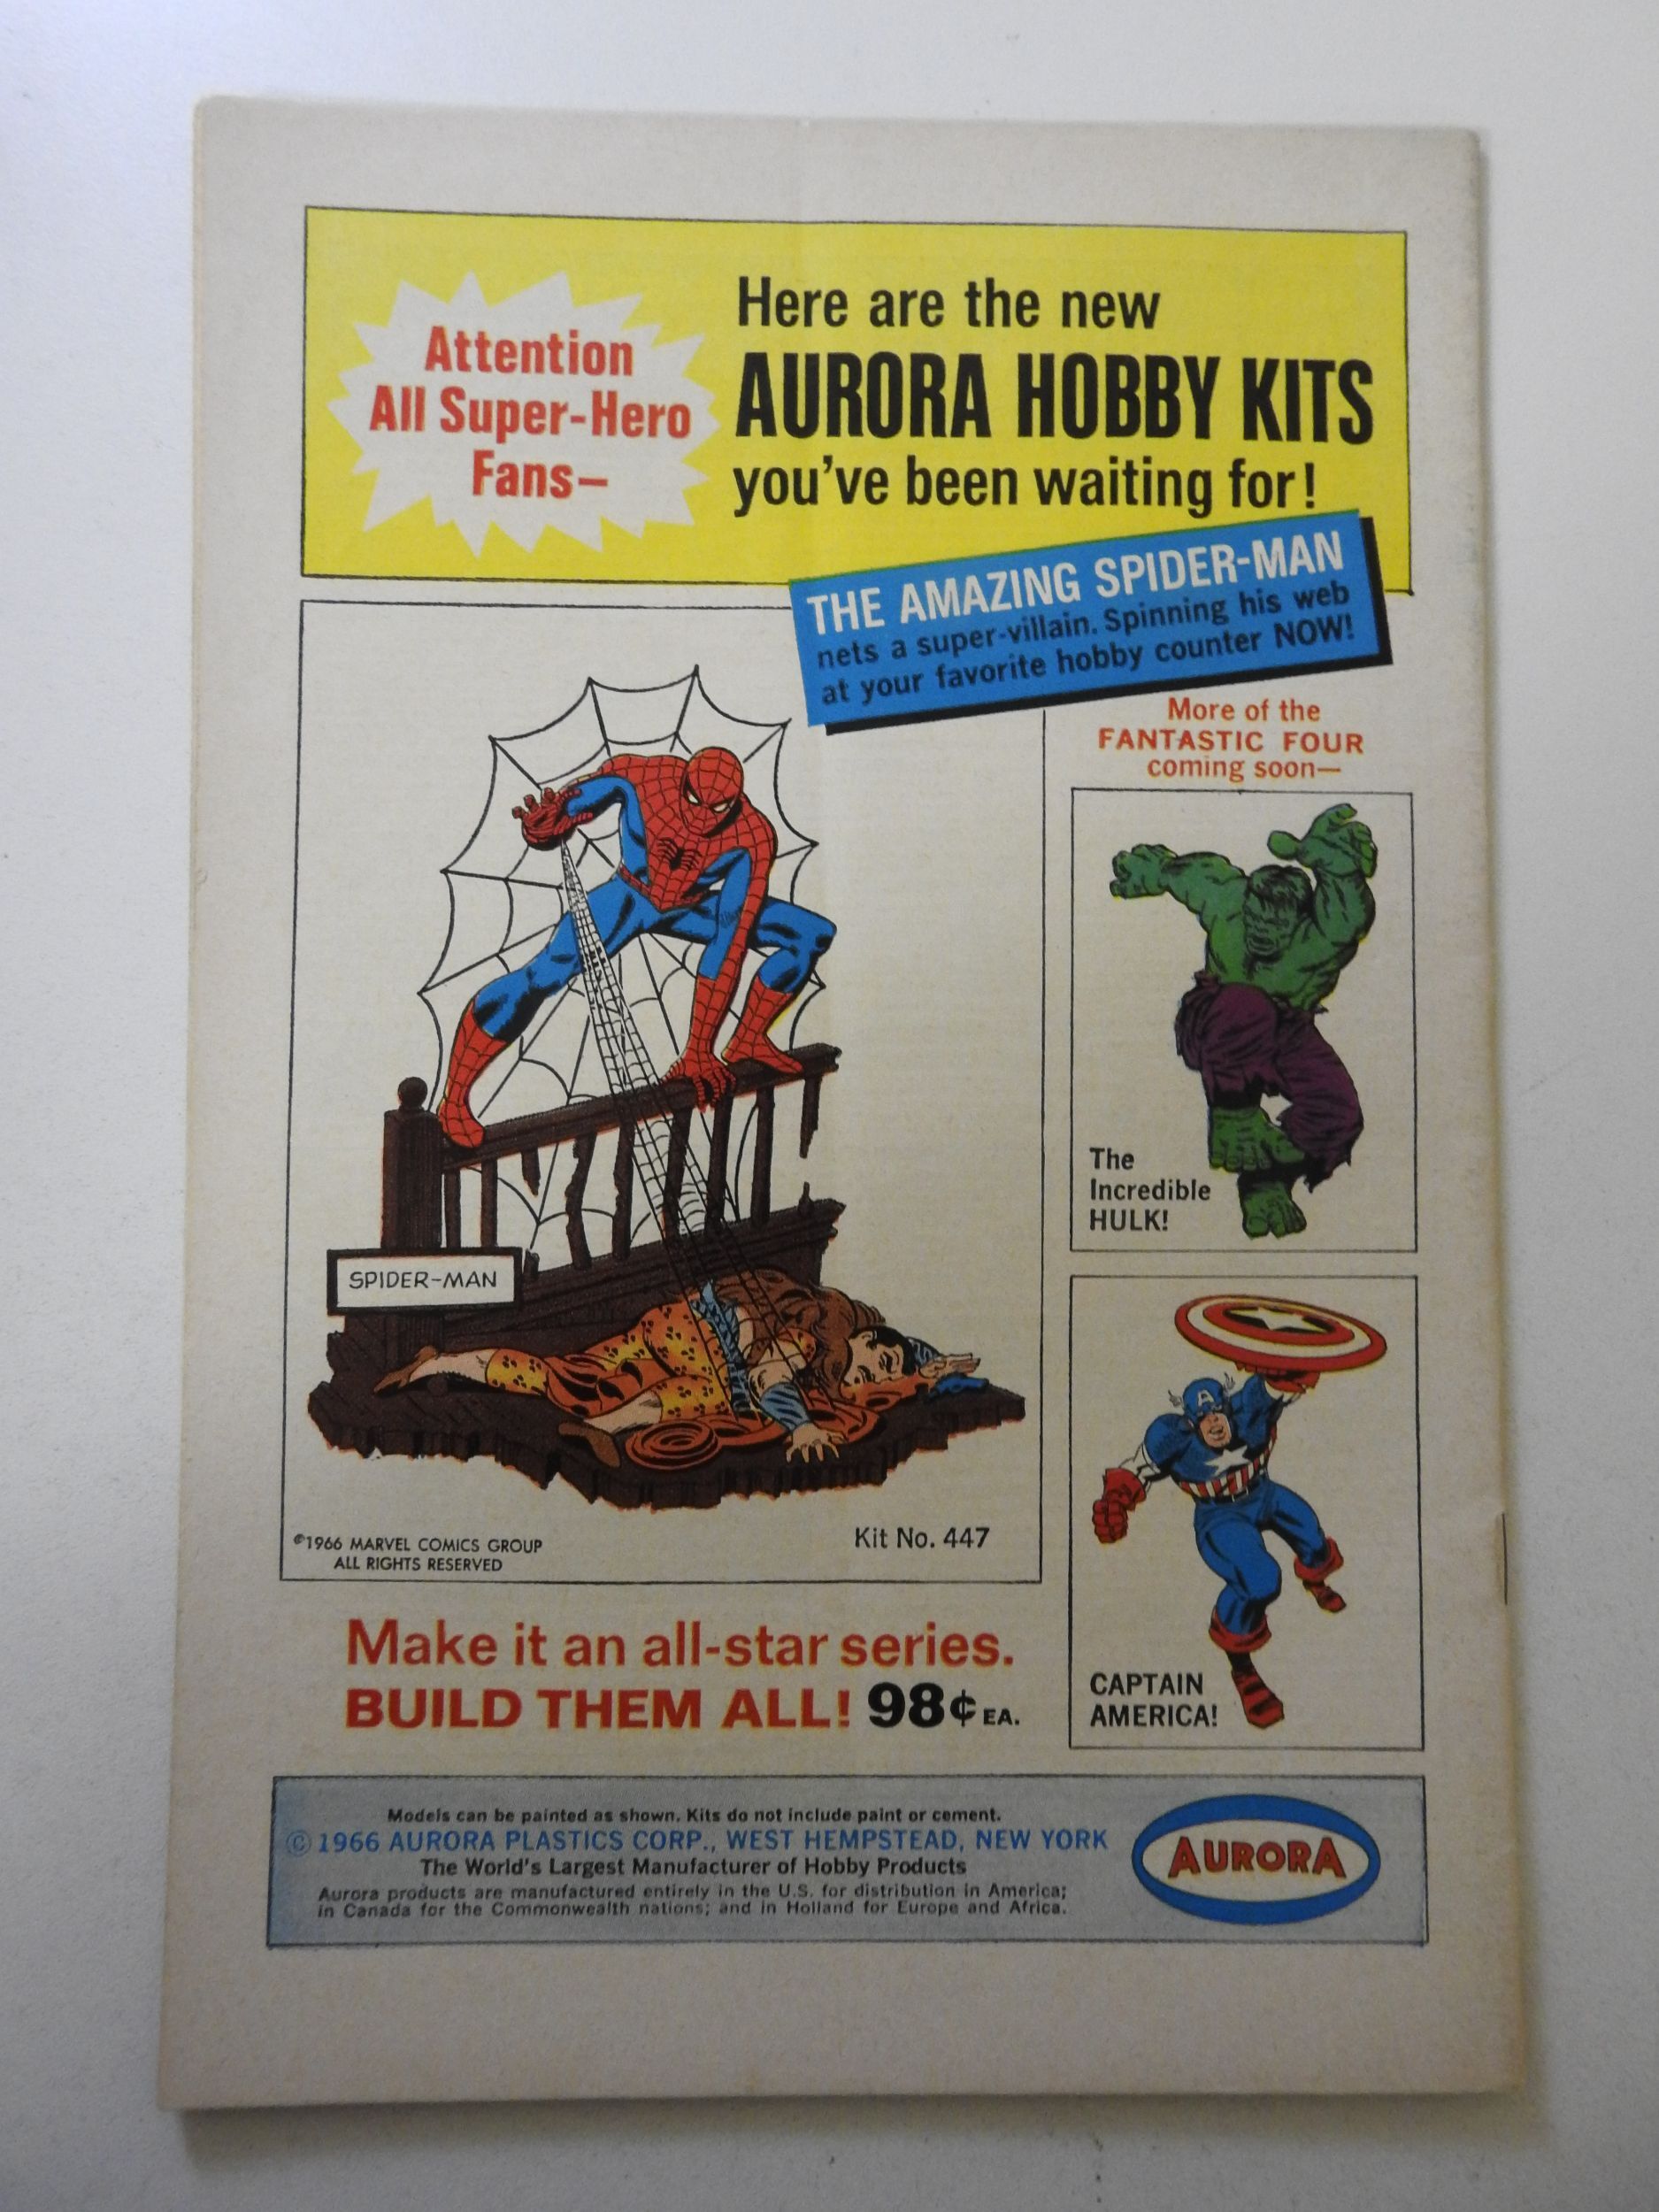 Attention
All Super-Hero
Fans—
Here are the new
AURORA HOBBY KITS
you've been waiting for!
THE AMAZING SPIDER-MAN
nets a super-villain. Spinning his web
at your favorite hobby counter NOW!
More of the
FANTASTIC FOUR
coming soon—
The
Incredible
HULK!
SPIDER-MAN
A
©1966 MARVEL COMICS GROUP
ALL RIGHTS RESERVED
Kit No. 447
CAPTAIN
AMERICA!
Make it an all-star series.
BUILD THEM ALL! 98¢ EA.
Models can be painted as shown. Kits do not include paint or cement.
© 1966 AURORA PLASTICS CORP., WEST HEMPSTEAD, NEW YORK
The World's Largest Manufacturer of Hobby Products
Aurora products are manufactured entirely in the U.S. for distribution in America;
in Canada for the Commonwealth nations; and in Holland for Europe and Africa.
AURORA